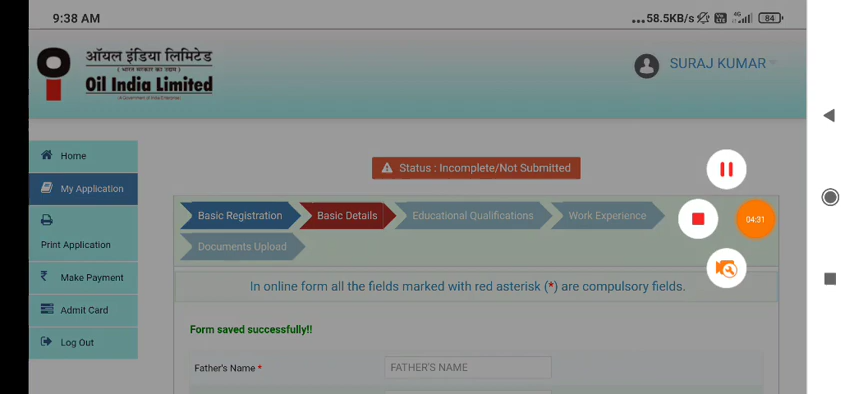 9:38 AM
...58.5KB/s 4G 84
ऑयल इंडिया लिमिटेड
(भारत सरकार का उद्यम)
Oil India Limited
SURAJ KUMAR
Home
My Application
Print Application
₹ Make Payment
Admit Card
Log Out
Status : Incomplete/Not Submitted
Basic Registration
Basic Details
Educational Qualifications
Work Experience
Documents Upload
04:31
In online form all the fields marked with red asterisk (*) are compulsory fields.
Form saved successfully!!
Father's Name *
FATHER'S NAME